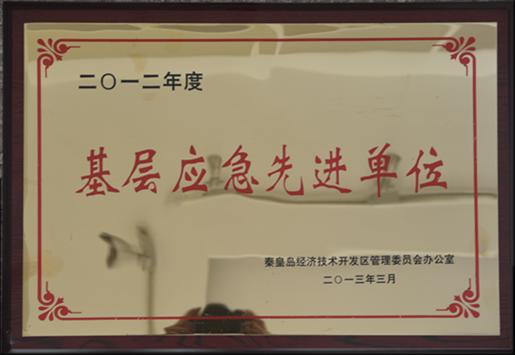 二〇一二年度
基层应急先进单位
秦皇岛经济技术开发区管理委员会办公室
二〇一三年三月